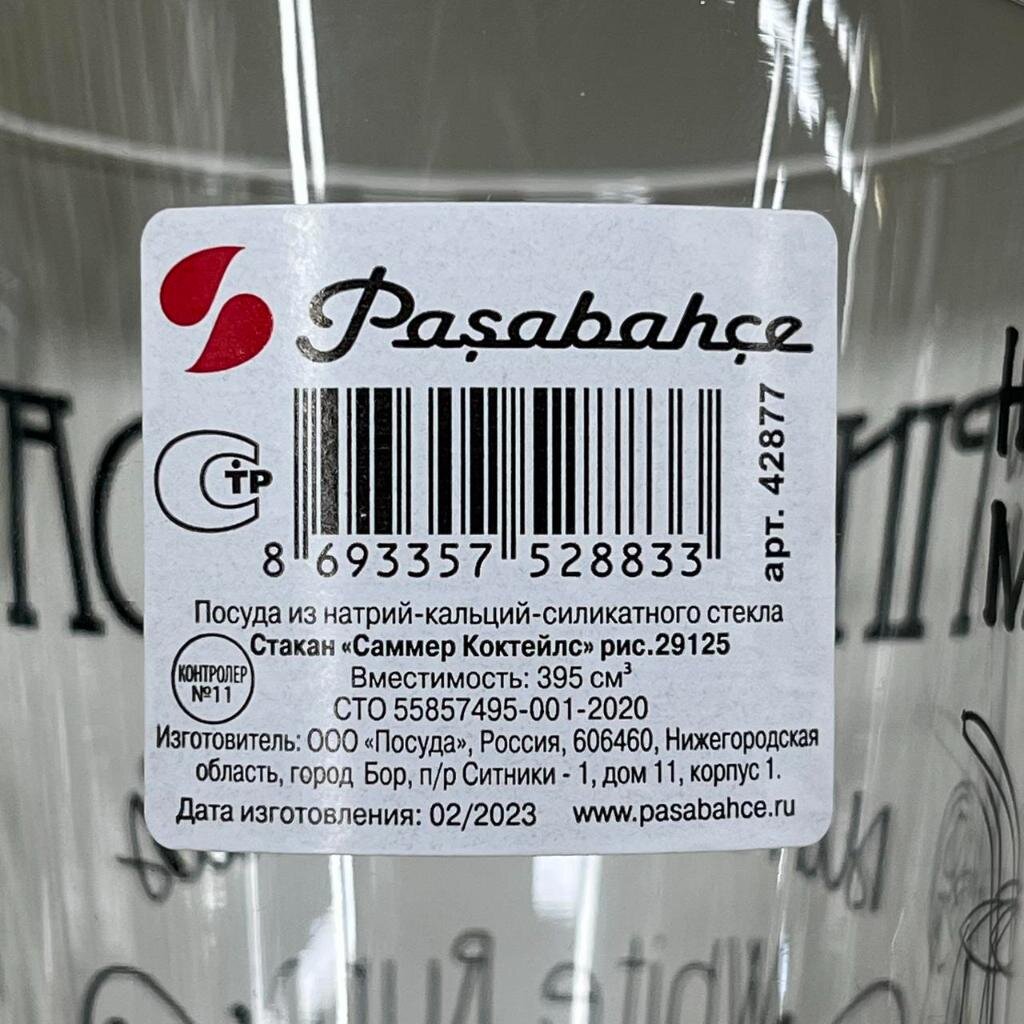 Paşabahçe
СТР
8 693357 528833
арт. 42877
Посуда из натрий-кальций-силикатного стекла
Стакан «Саммер Коктейлс» рис.29125
КОНТРОЛЕР
№11
Вместимость: 395 см³
СТО 55857495-001-2020
Изготовитель: ООО «Посуда», Россия, 606460, Нижегородская
область, город Бор, п/р Ситники - 1, дом 11, корпус 1.
Дата изготовления: 02/2023 www.pasabahce.ru